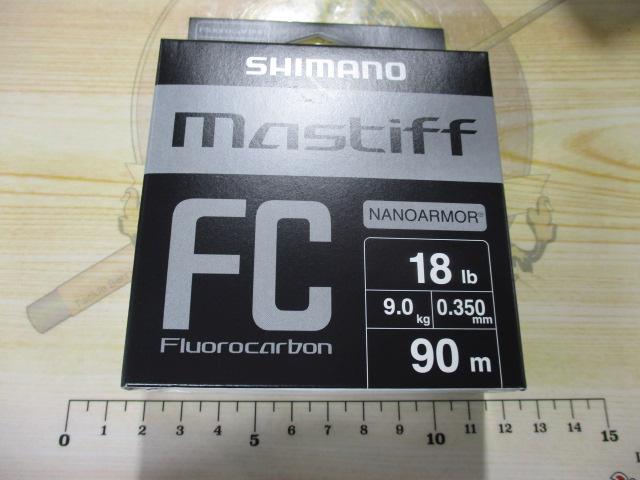 SHIMANO
mastiff
FC
Fluorocarbon
NANOARMOR®
18 lb
9.0 kg 0.350 mm
90 m
0 1 2 3 4 5 6 7 8 9 10 11 12 13 14 15